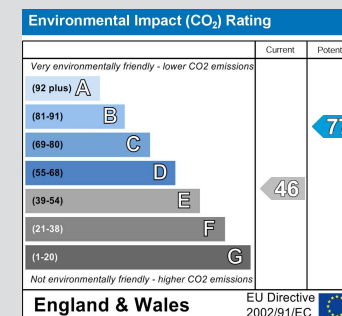 Environmental Impact (CO₂) Rating
Current
Very environmentally friendly - lower CO2 emissions
(92 plus) A
(81-91) B
(69-80) C
(55-68) D
(39-54) E
46
(21-38) F
(1-20) G
Not environmentally friendly - higher CO2 emissions
England & Wales
EU Directive
2002/91/EC